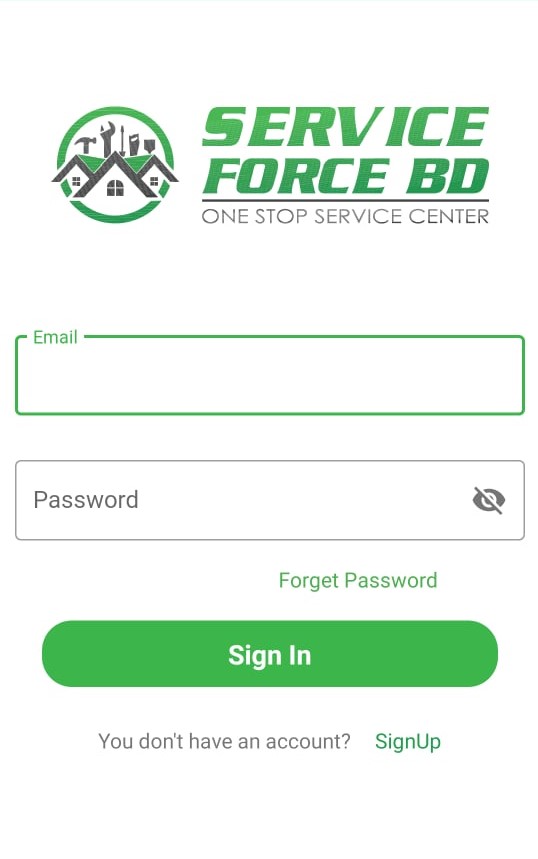 SERVICE
FORCE BD
ONE STOP SERVICE CENTER
Email
Password
Forget Password
Sign In
You don't have an account? SignUp